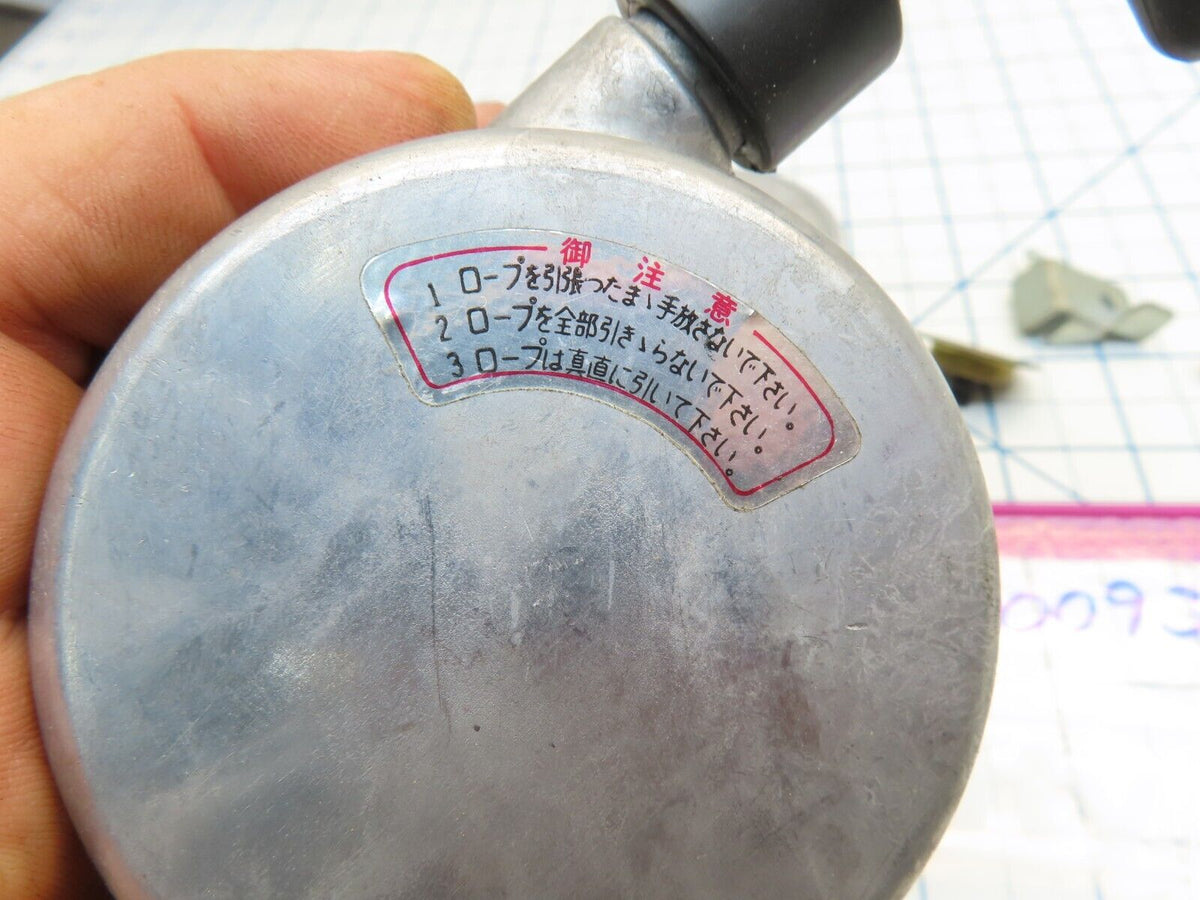 御注意
1 ロープを引張ったまゝ手放さないで下さい。
2 ロープを全部引きゝらないで下さい。
3 ロープは真直に引いて下さい。
0093